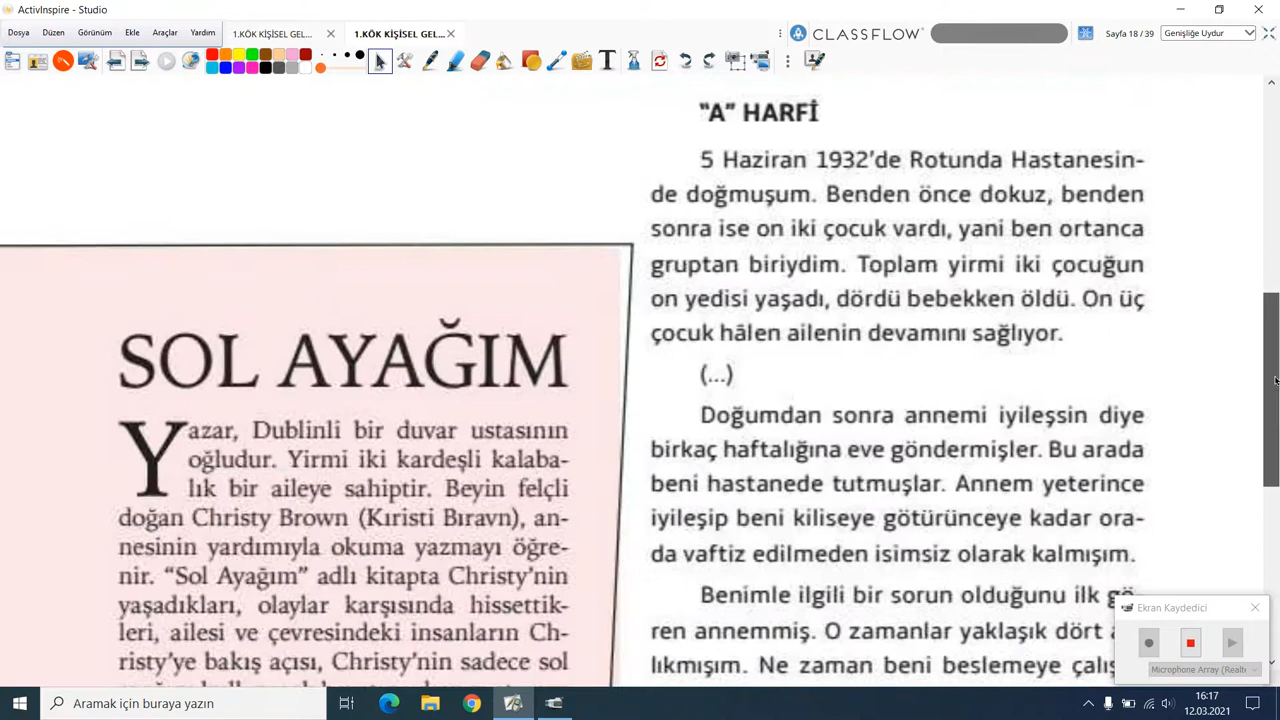 ActivInspire - Studio
Dosya Düzen Görünüm Ekle Araçlar Yardım
1.KÖK KİŞİSEL GEL...
1.KÖK KİŞİSEL GEL...
CLASSFLOW
Sayfa 18 / 39
Genişliğe Uydur
"A" HARFİ
5 Haziran 1932'de Rotunda Hastanesin-
de doğmuşum. Benden önce dokuz, benden
sonra ise on iki çocuk vardı, yani ben ortanca
gruptan biriydim. Toplam yirmi iki çocuğun
on yedisi yaşadı, dördü bebekken öldü. On üç
çocuk hâlen ailenin devamını sağlıyor.
(...)
Doğumdan sonra annemi iyileşsin diye
birkaç haftalığına eve göndermişler. Bu arada
beni hastanede tutmuşlar. Annem yeterince
iyileşip beni kiliseye götürünceye kadar ora-
da vaftiz edilmeden isimsiz olarak kalmışım.
Benimle ilgili bir sorun olduğunu ilk
ren annemmiş. O zamanlar yaklaşık dört
lıkmışım. Ne zaman beni beslemeye
SOL AYAĞIM
Yazar, Dublinli bir duvar ustasının
oğludur. Yirmi iki kardeşli kalaba-
lık bir aileye sahiptir. Beyin felçli
doğan Christy Brown (Kıristi Bıravn), an-
nesinin yardımıyla okuma yazmayı öğre-
nir. "Sol Ayağım" adlı kitapta Christy'nin
yaşadıkları, olaylar karşısında hissettik-
leri, ailesi ve çevresindeki insanların Ch-
risty'ye bakış açısı, Christy'nin sadece sol
Ekran Kaydedici
Microphone Array (Realt
Aramak için buraya yazın
16:17
12.03.2021